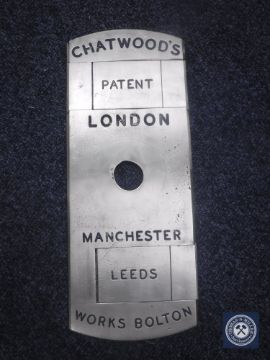 CHATWOOD'S
PATENT
LONDON
MANCHESTER
LEEDS
WORKS BOLTON